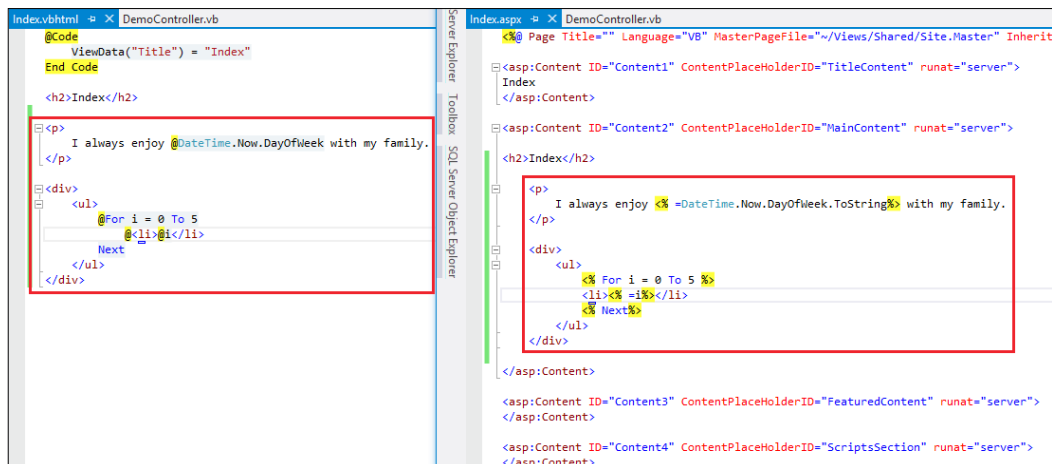 Index.vbhtml DemoController.vb
@Code
ViewData("Title") = "Index"
End Code
<h2>Index</h2>
<p>
I always enjoy @DateTime.Now.DayOfWeek with my family.
</p>
<div>
<ul>
@For i = 0 To 5
@<li>@i</li>
Next
</ul>
</div>
Server Explorer
Toolbox
SQL Server Object Explorer
Index.aspx DemoController.vb
<%@ Page Title="" Language="VB" MasterPageFile="~/Views/Shared/Site.Master" Inherit
<asp:Content ID="Content1" ContentPlaceHolderID="TitleContent" runat="server">
Index
</asp:Content>
<asp:Content ID="Content2" ContentPlaceHolderID="MainContent" runat="server">
<h2>Index</h2>
<p>
I always enjoy <% =DateTime.Now.DayOfWeek.ToString%> with my family.
</p>
<div>
<ul>
<% For i = 0 To 5 %>
<li><% =i%></li>
<% Next%>
</ul>
</div>
</asp:Content>
<asp:Content ID="Content3" ContentPlaceHolderID="FeaturedContent" runat="server">
</asp:Content>
<asp:Content ID="Content4" ContentPlaceHolderID="ScriptsSection" runat="server">
</asp:Content>